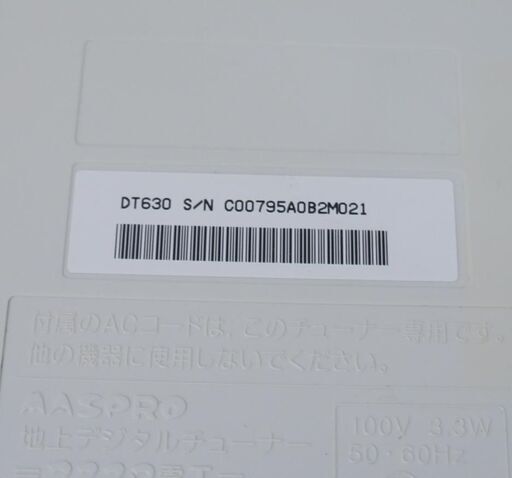 DT630 S/N C00795A0B2M021
付属のACコードは、このチューナー専用です。
他の機器に使用しないでください。
AASPRO
地上デジタルチューナー
100V 3.3W
50・60Hz